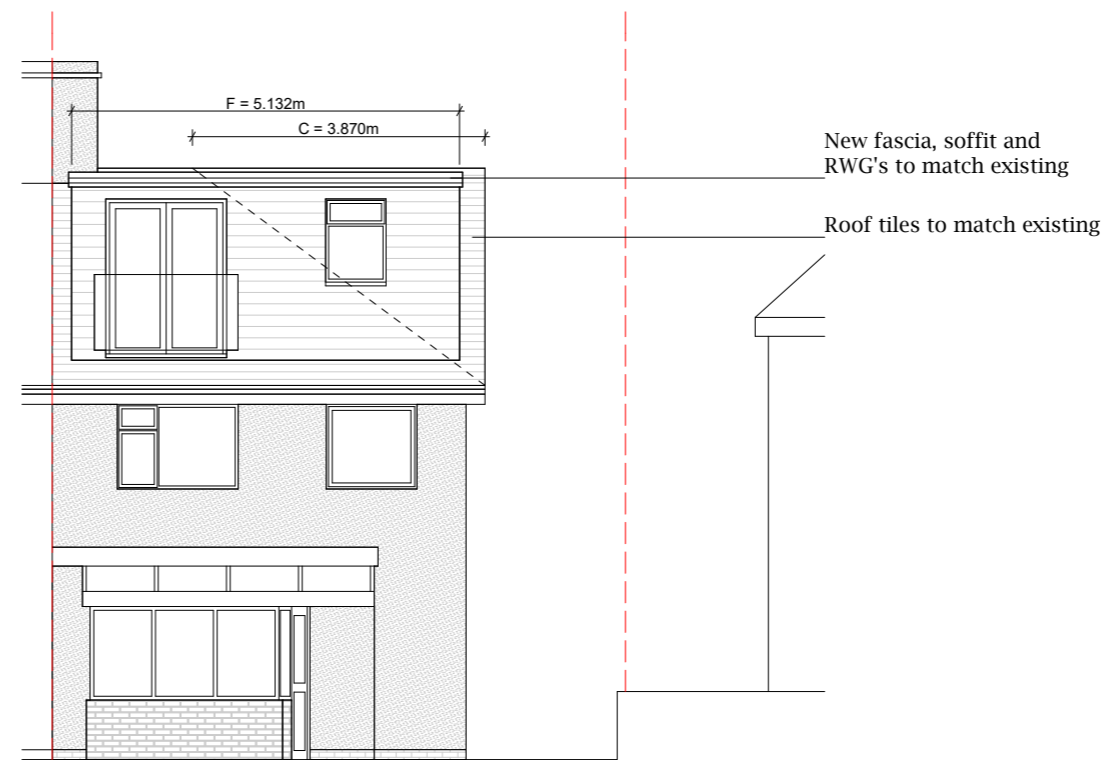 F = 5.132m
C = 3.870m
New fascia, soffit and
RWG's to match existing
Roof tiles to match existing